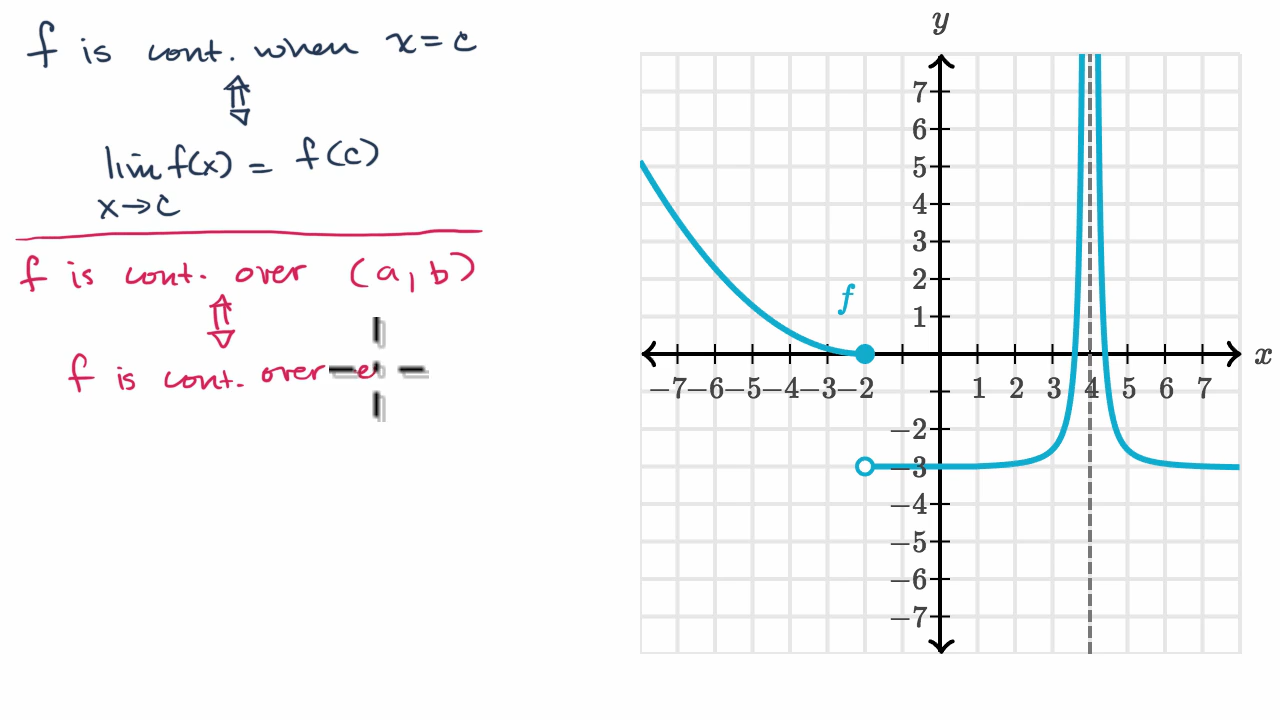 f is cont. when x = c
⇕
lim f(x) = f(c)
x→c
f is cont. over (a, b)
⇕
f is cont. over e
y
7
6
5
4
3
2
1
f
x
−7 −6 −5 −4 −3 −2 1 2 3 4 5 6 7
−2
−3
−4
−5
−6
−7